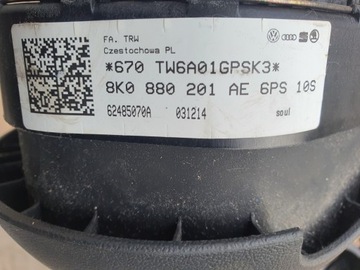 FA. TRW
Czestochowa PL
*670 TW6A01GPSK3*
8K0 880 201 AE 6PS 10S
62485070A 031214 soul